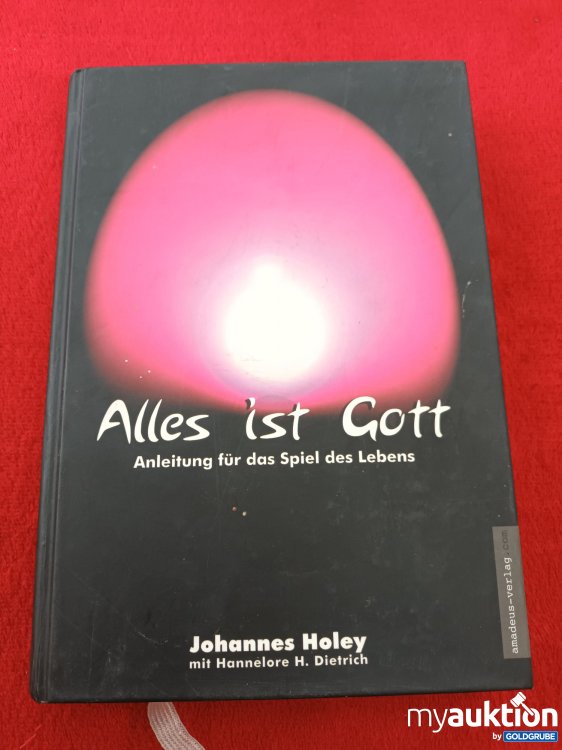 Alles ist Gott
Anleitung für das Spiel des Lebens
amadeus-verlag.com
Johannes Holey
mit Hannelore H. Dietrich
myauktion
by GOLDGRUBE